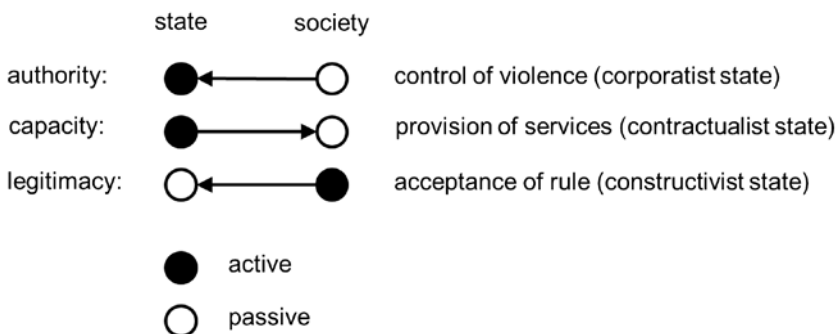 state society
authority: control of violence (corporatist state)
capacity: provision of services (contractualist state)
legitimacy: acceptance of rule (constructivist state)
active
passive